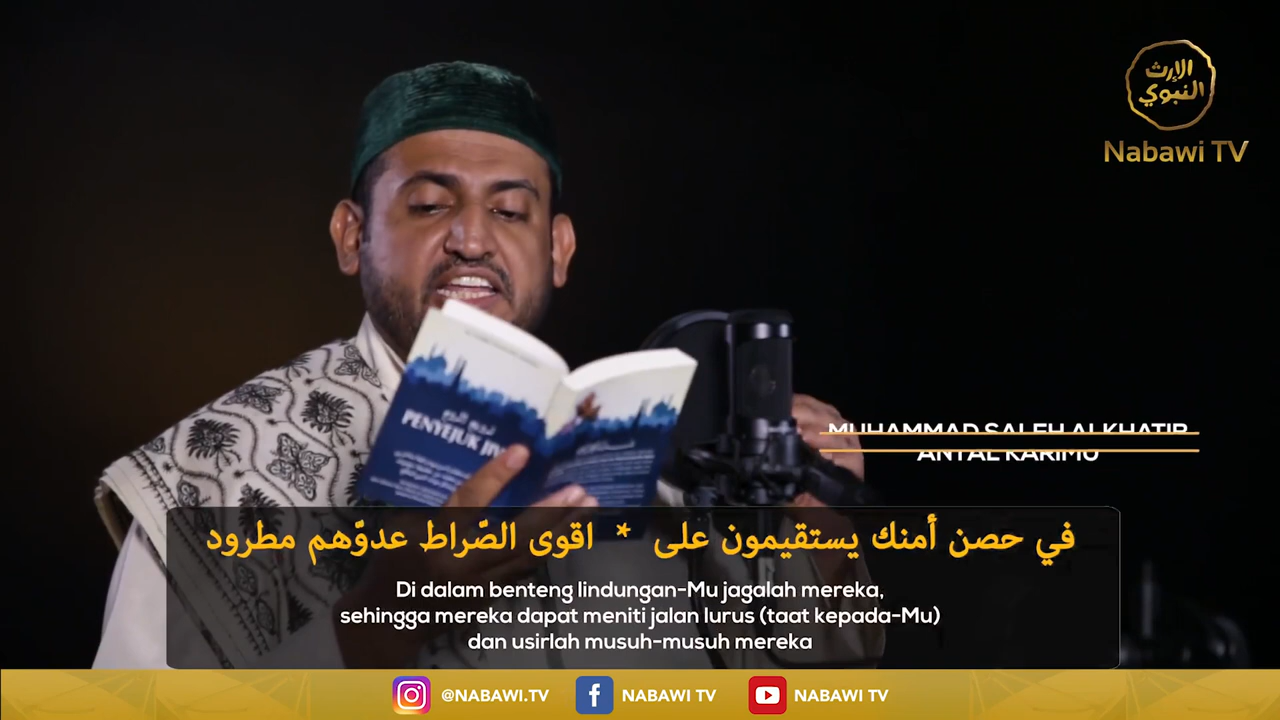 الإرث
النبوي
Nabawi TV
PENYEJUK
MUHAMMAD SALEH ALKHATIB
ANTAL KARIMU
في حصن أمنك يستقيمون على * اقوى الصّراط عدوّهم مطرود
Di dalam benteng lindungan-Mu jagalah mereka,
sehingga mereka dapat meniti jalan lurus (taat kepada-Mu)
dan usirlah musuh-musuh mereka
@NABAWI.TV NABAWI TV NABAWI TV